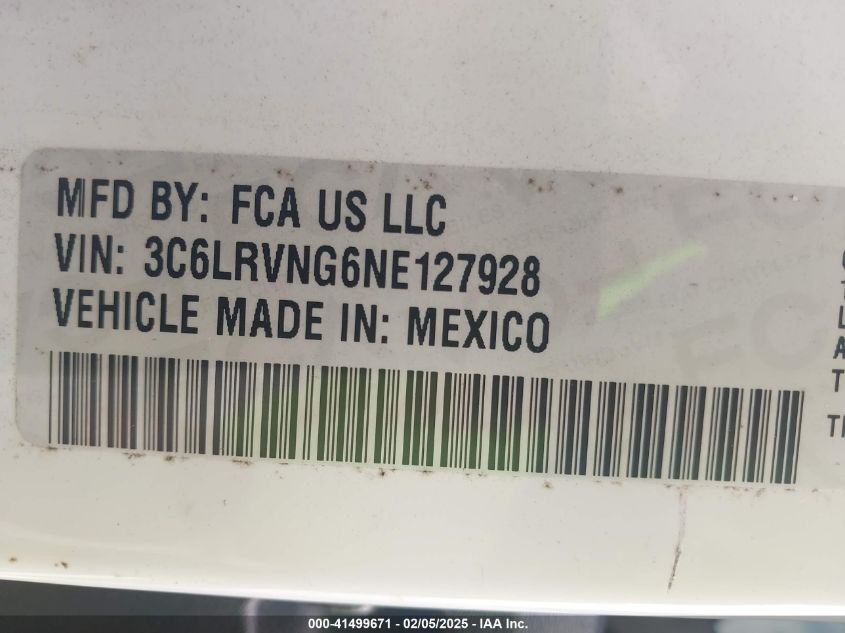 MFD BY: FCA US LLC
VIN: 3C6LRVNG6NE127928
VEHICLE MADE IN: MEXICO
T
L
A
T
000-41499671 - 02/05/2025 - IAA Inc.